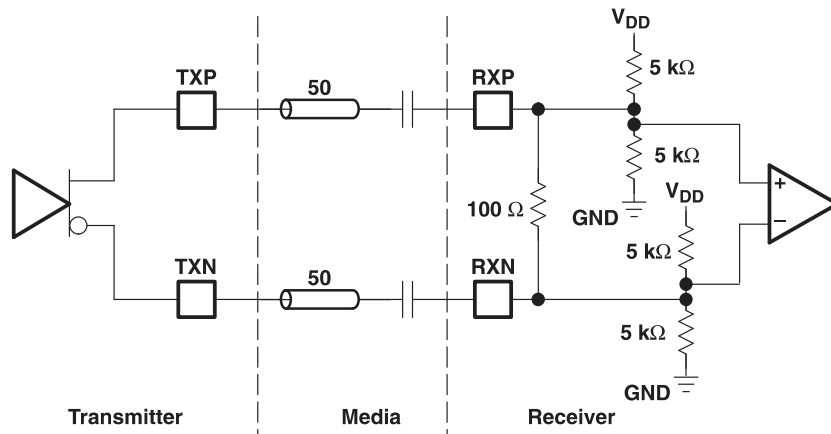 V_DD
TXP
50
RXP
5 kΩ
5 kΩ
V_DD
100 Ω
GND
+
−
TXN
50
RXN
5 kΩ
5 kΩ
GND
Transmitter
Media
Receiver